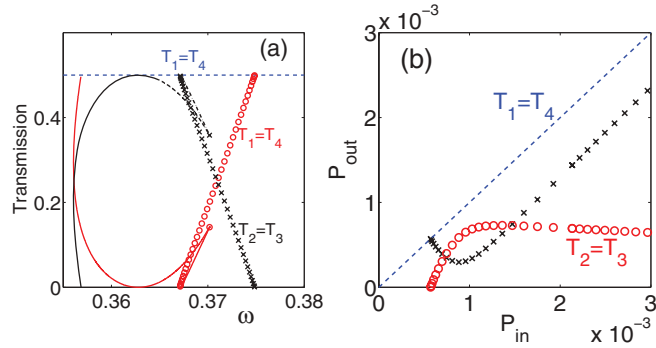 (a)
T1=T4
T1=T4
T2=T3
Transmission
0.4
0.2
0
0.36
0.37
0.38
ω
(b)
x 10⁻³
3
2
1
0
Pout
T1=T4
T2=T3
0
1
2
3
Pin
x 10⁻³